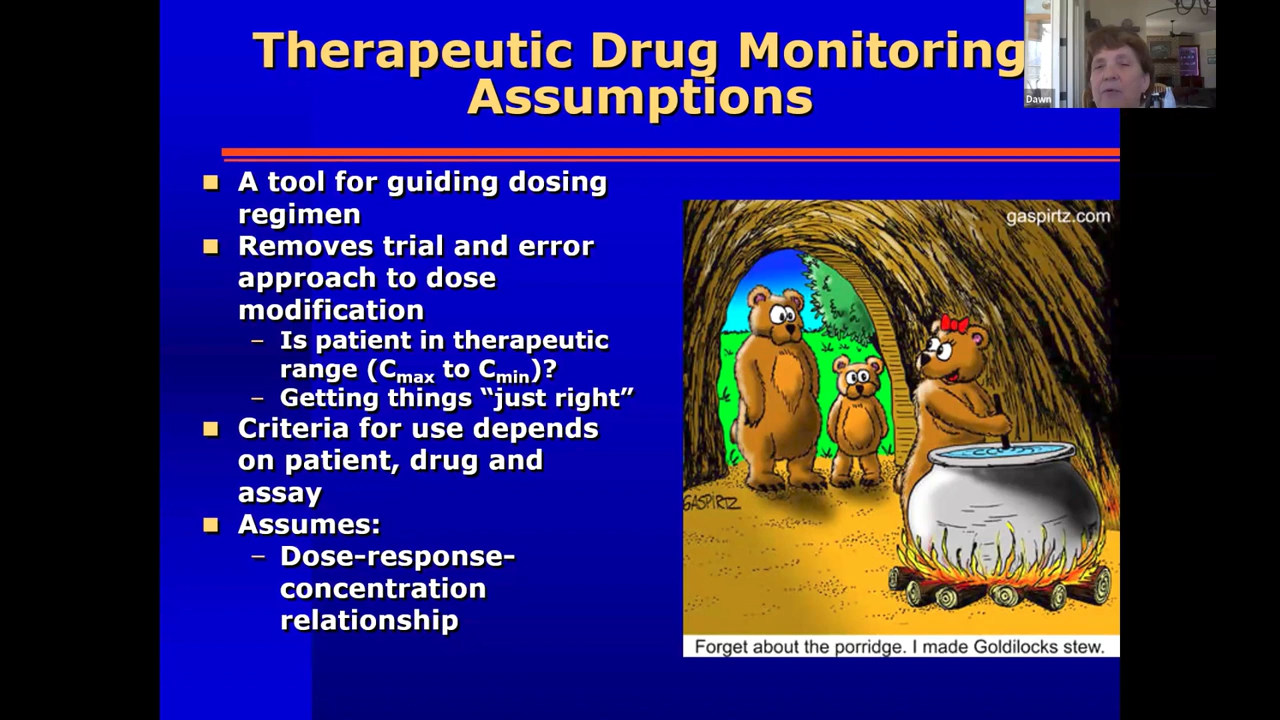 Therapeutic Drug Monitoring
Assumptions
Dawn
A tool for guiding dosing
regimen
Removes trial and error
approach to dose
modification
– Is patient in therapeutic
range (Cmax to Cmin)?
– Getting things “just right”
Criteria for use depends
on patient, drug and
assay
Assumes:
– Dose-response-
concentration
relationship
gaspirtz.com
GASPIRTZ
Forget about the porridge. I made Goldilocks stew.